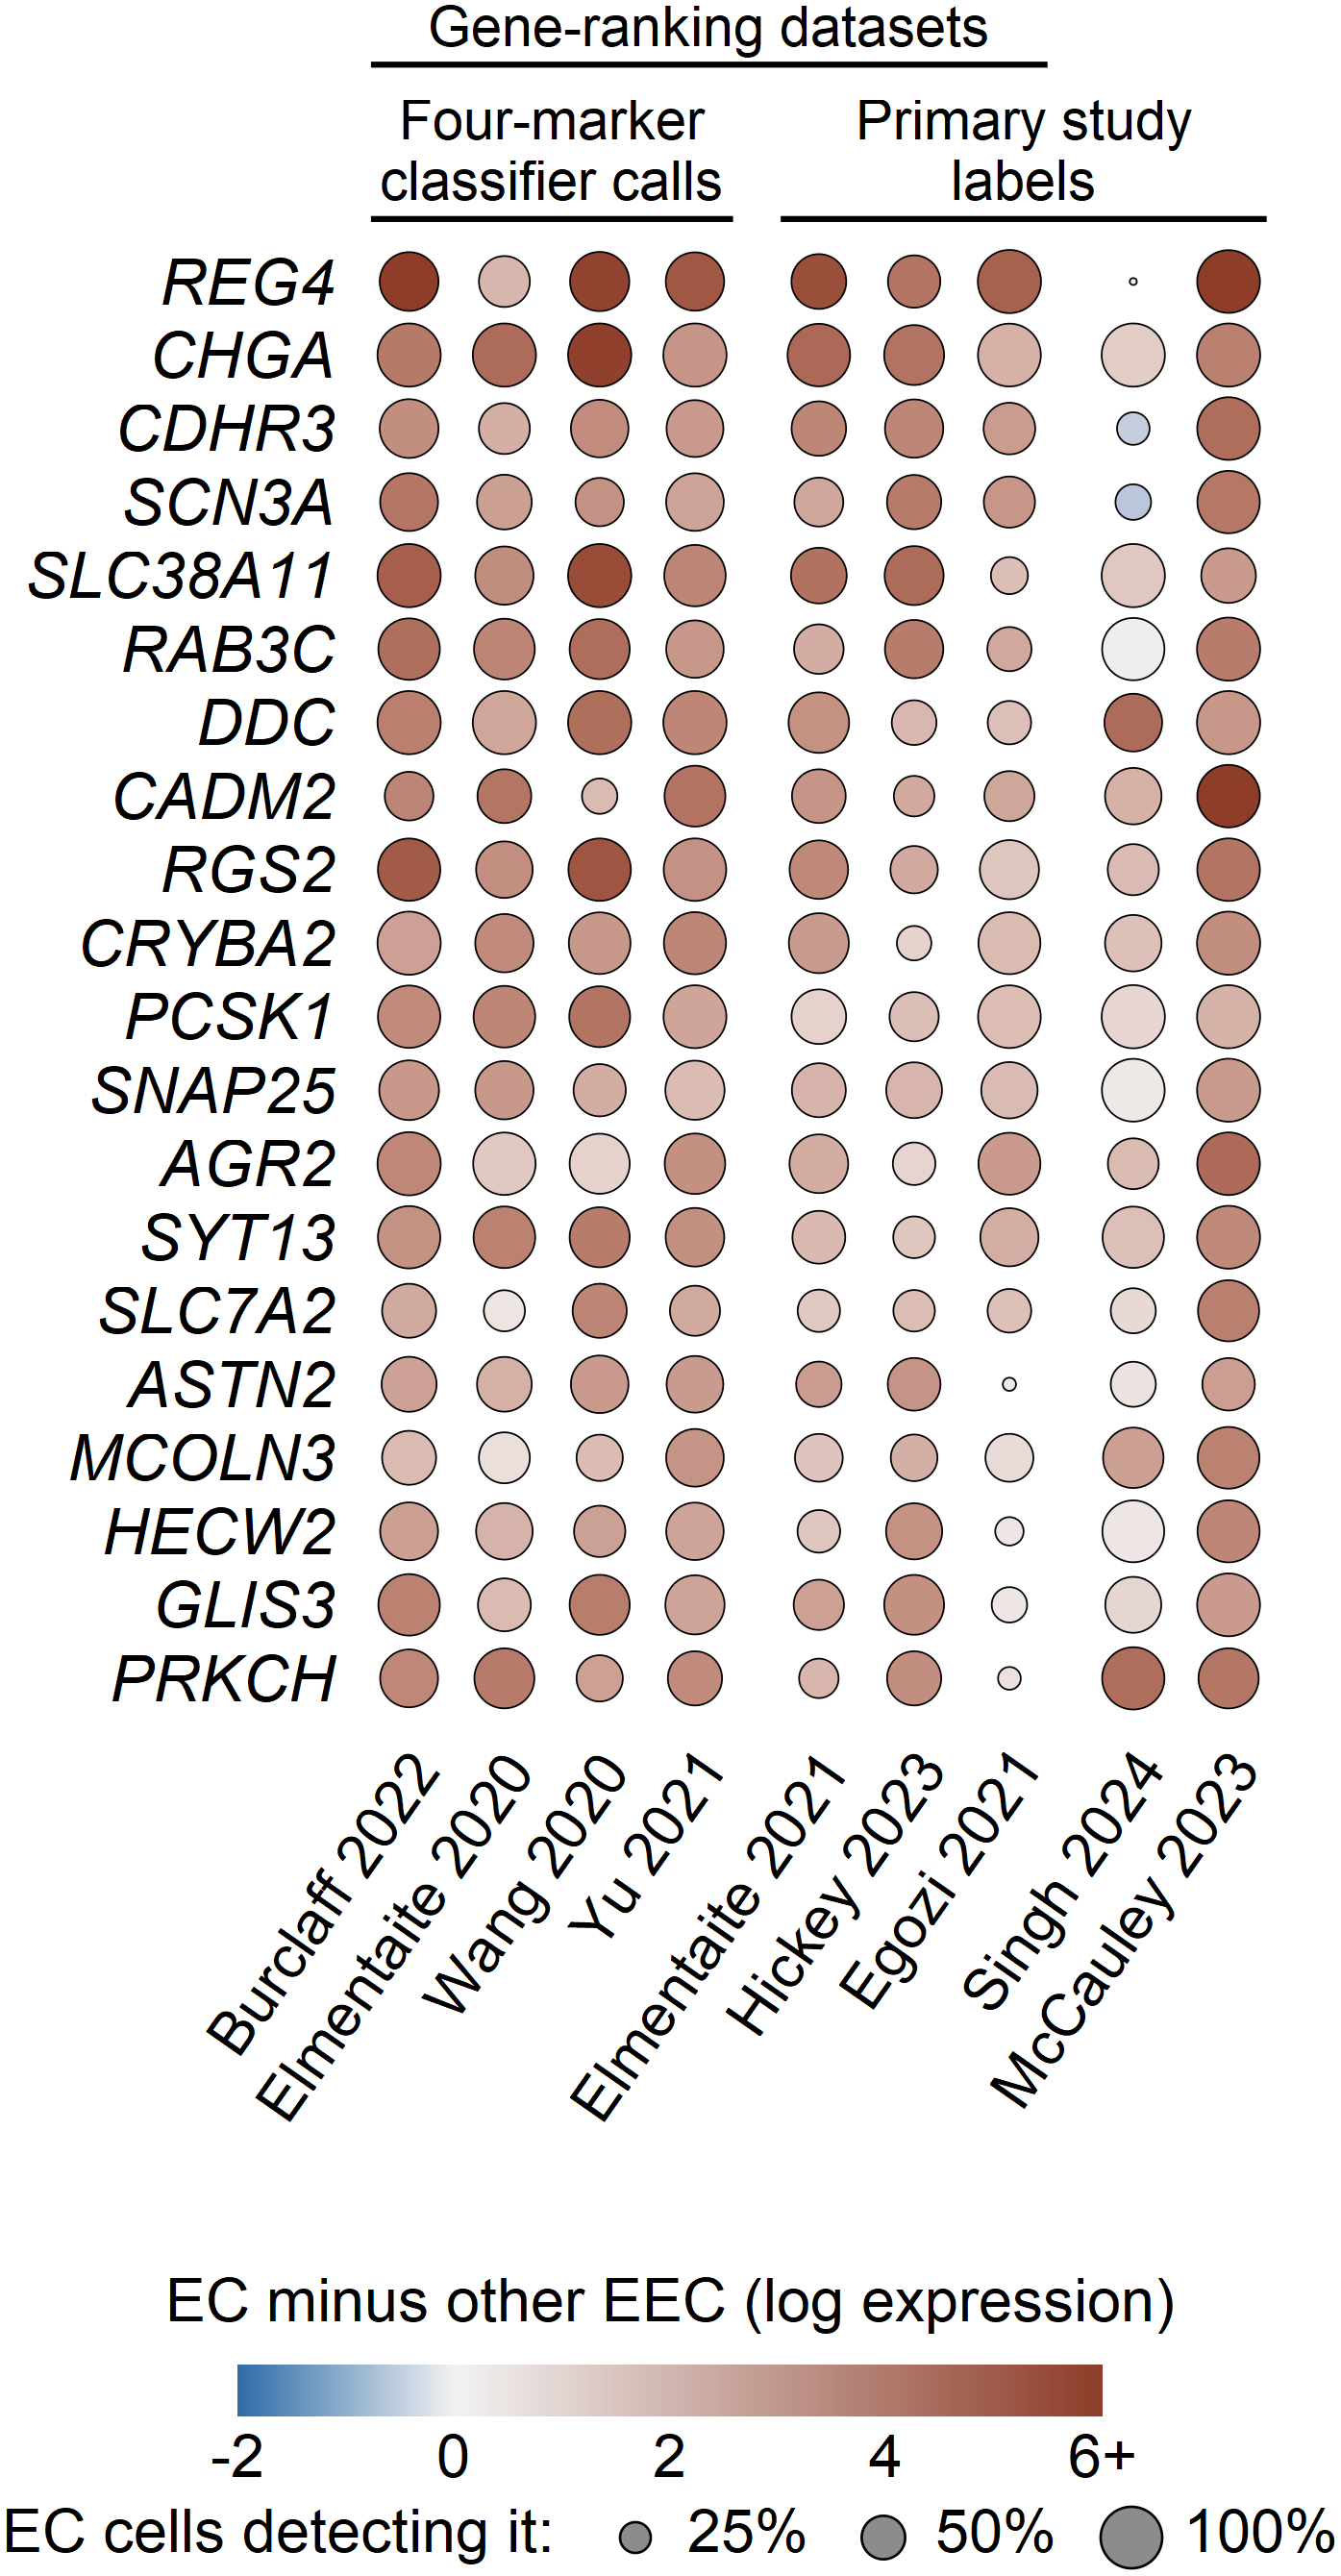 Gene-ranking datasets
Four-marker
classifier calls
Primary study
labels
REG4
CHGA
CDHR3
SCN3A
SLC38A11
RAB3C
DDC
CADM2
RGS2
CRYBA2
PCSK1
SNAP25
AGR2
SYT13
SLC7A2
ASTN2
MCOLN3
HECW2
GLIS3
PRKCH
Burclaff 2022
Elmentaite 2020
Wang 2020
Yu 2021
Elmentaite 2021
Hickey 2023
Egozi 2021
Singh 2024
McCauley 2023
EC minus other EEC (log expression)
-2 0 2 4 6+
EC cells detecting it: 25% 50% 100%